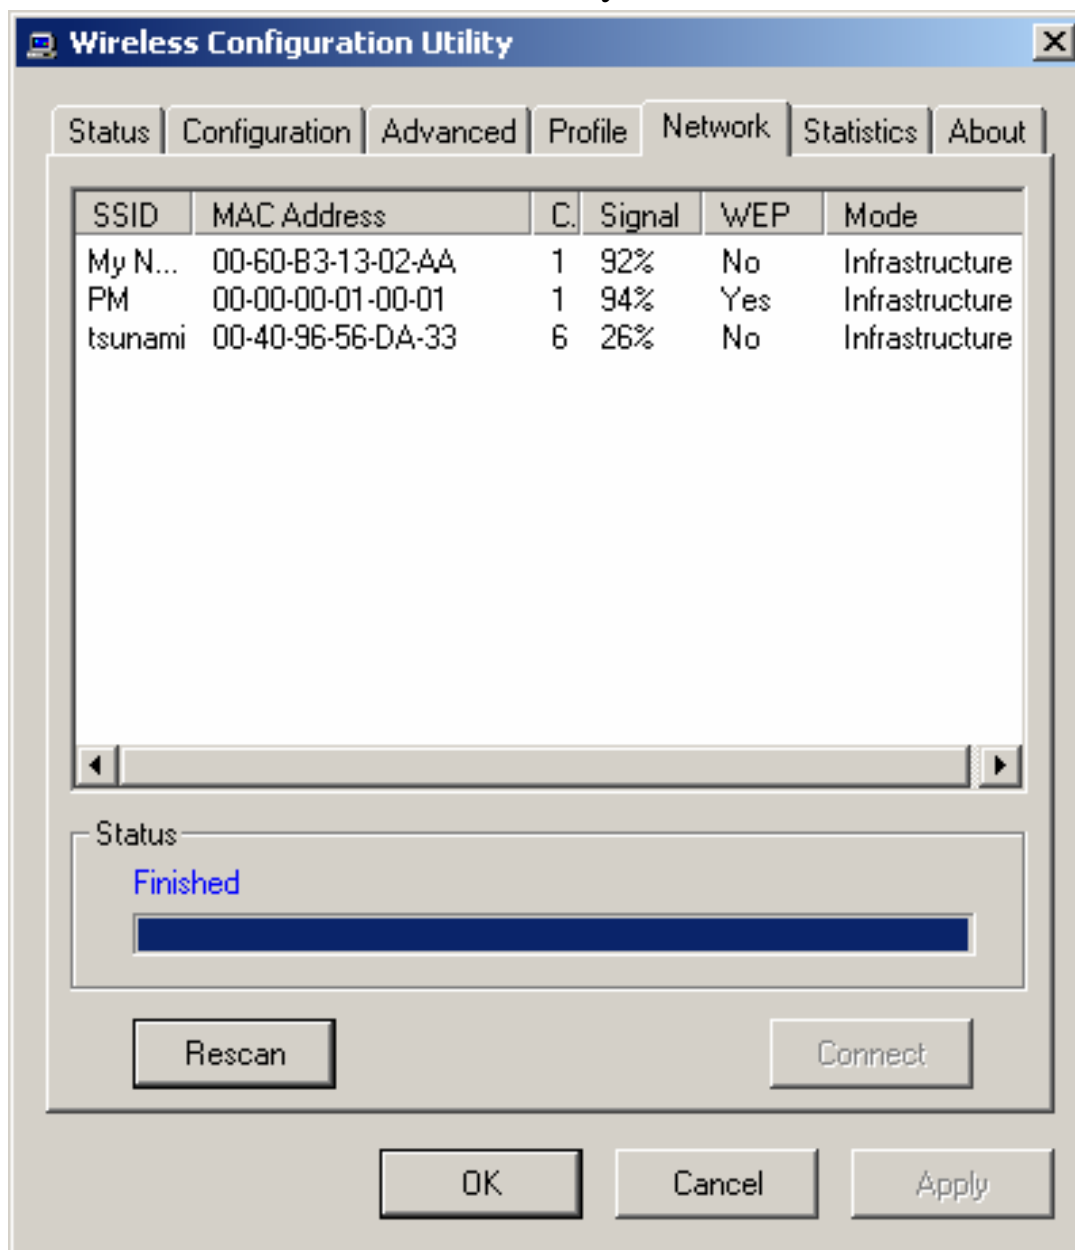 Wireless Configuration Utility
Status Configuration Advanced Profile Network Statistics About
SSID MAC Address C. Signal WEP Mode
My N... 00-60-B3-13-02-AA 1 92% No Infrastructure
PM 00-00-00-01-00-01 1 94% Yes Infrastructure
tsunami 00-40-96-56-DA-33 6 26% No Infrastructure
Status
Finished
Rescan Connect
OK Cancel Apply